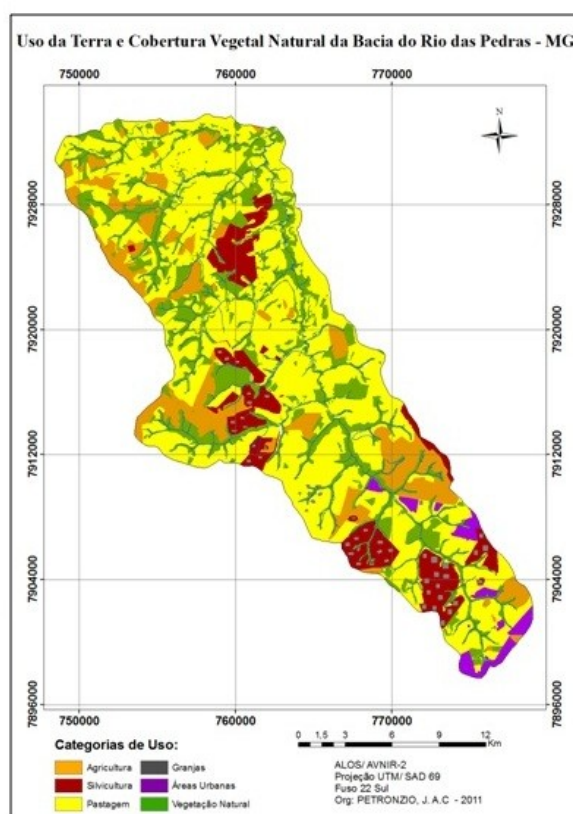 Uso da Terra e Cobertura Vegetal Natural da Bacia do Rio das Pedras - MG
750000 760000 770000
N
7928000 7928000
7920000 7920000
7912000 7912000
7904000 7904000
7896000 7896000
750000 760000 770000
Categorias de Uso:
Agricultura Granjas
Silvicultura Áreas Urbanas
Pastagem Vegetação Natural
0 1,5 3 6 9 12
Km
ALOS/ AVNIR-2
Projeção UTM/ SAD 69
Fuso 22 Sul
Org: PETRONZIO, J. A.C - 2011